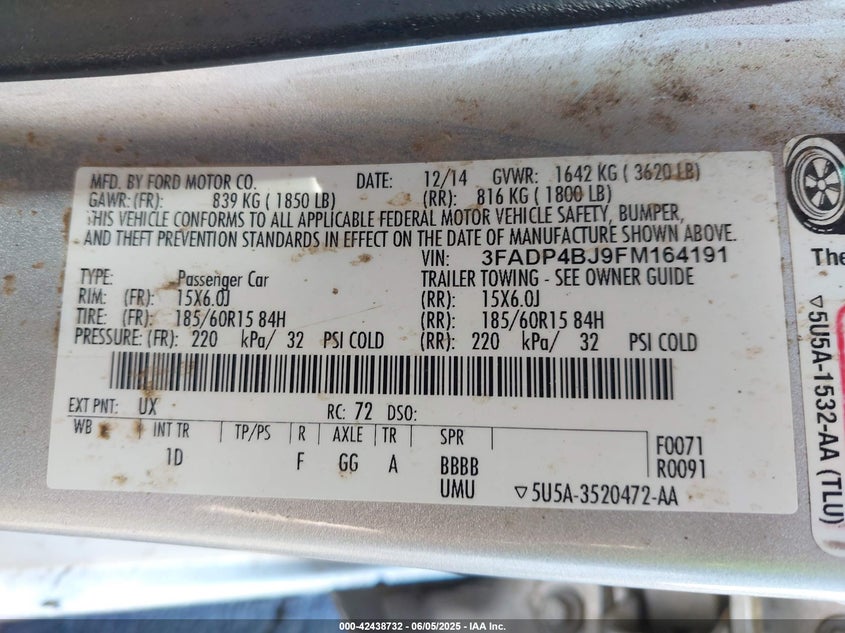 MFD. BY FORD MOTOR CO. DATE: 12/14 GVWR: 1642 KG ( 3620 LB)
GAWR: (FR): 839 KG ( 1850 LB) (RR): 816 KG ( 1800 LB)
THIS VEHICLE CONFORMS TO ALL APPLICABLE FEDERAL MOTOR VEHICLE SAFETY, BUMPER,
AND THEFT PREVENTION STANDARDS IN EFFECT ON THE DATE OF MANUFACTURE SHOWN ABOVE.
VIN: 3FADP4BJ9FM164191
TYPE: Passenger Car TRAILER TOWING - SEE OWNER GUIDE
RIM: (FR): 15X6.0J (RR): 15X6.0J
TIRE: (FR): 185/60R15 84H (RR): 185/60R15 84H
PRESSURE: (FR): 220 kPa/ 32 PSI COLD (RR): 220 kPa/ 32 PSI COLD
EXT PNT: UX RC: 72 DSO:
WB INT TR TP/PS R AXLE TR SPR F0071
1D F GG A BBBB R0091
UMU ▽5U5A-3520472-AA
The
▽5U5A-1532-AA (TLU)
000-42438732 - 06/05/2025 - IAA, Inc.